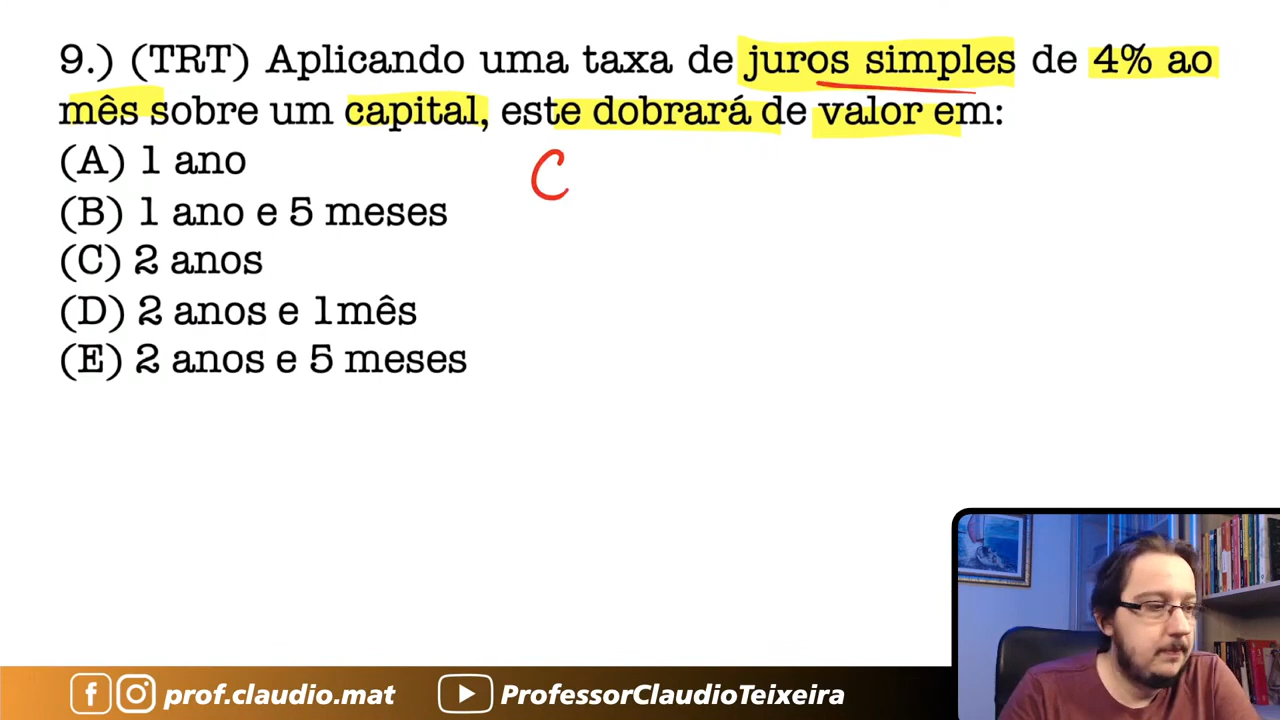 9.) (TRT) Aplicando uma taxa de juros simples de 4% ao
mês sobre um capital, este dobrará de valor em:
(A) 1 ano
C
(B) 1 ano e 5 meses
(C) 2 anos
(D) 2 anos e 1mês
(E) 2 anos e 5 meses
prof.claudio.mat
ProfessorClaudioTeixeira